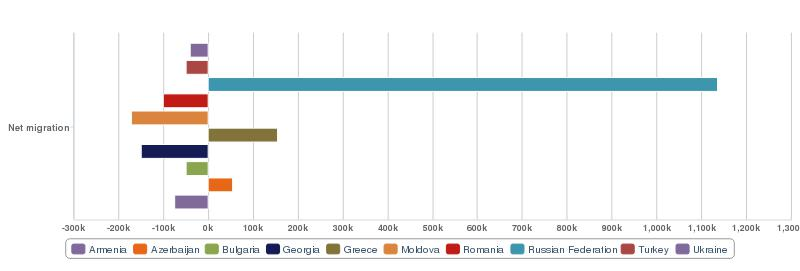 Net migration
-300k -200k -100k 0k 100k 200k 300k 400k 500k 600k 700k 800k 900k 1,000k 1,100k 1,200k 1,300
Armenia Azerbaijan Bulgaria Georgia Greece Moldova Romania Russian Federation Turkey Ukraine